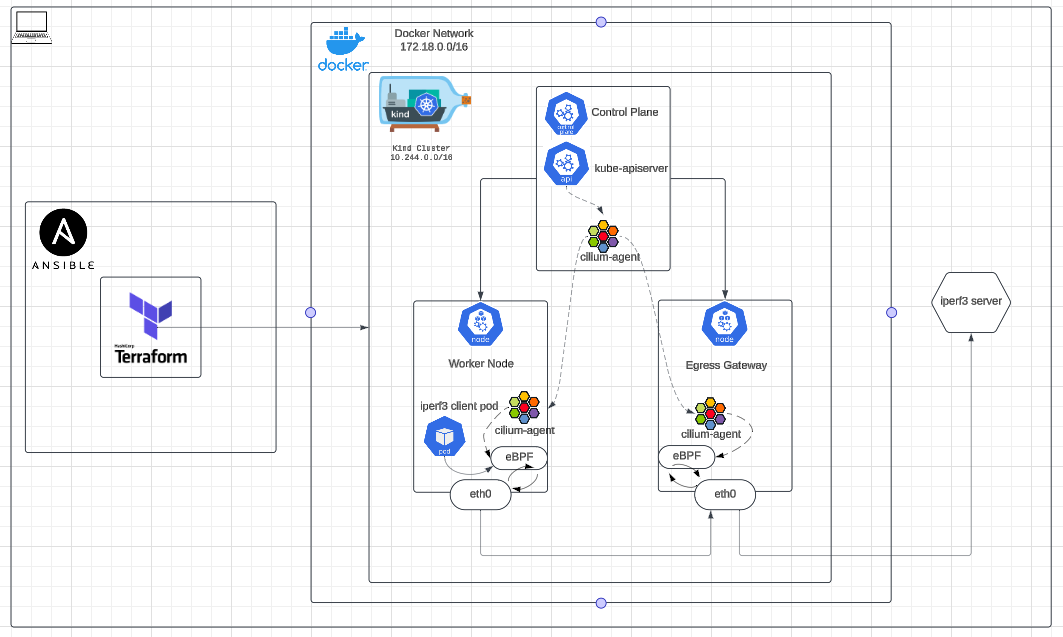 Docker Network
172.18.0.0/16
docker
kind
Kind Cluster
10.244.0.0/16
Control Plane
control
plane
kube-apiserver
api
cilium-agent
ANSIBLE
HashiCorp
Terraform
node
Worker Node
iperf3 client pod
cilium-agent
pod
eBPF
eth0
node
Egress Gateway
cilium-agent
eBPF
eth0
iperf3 server